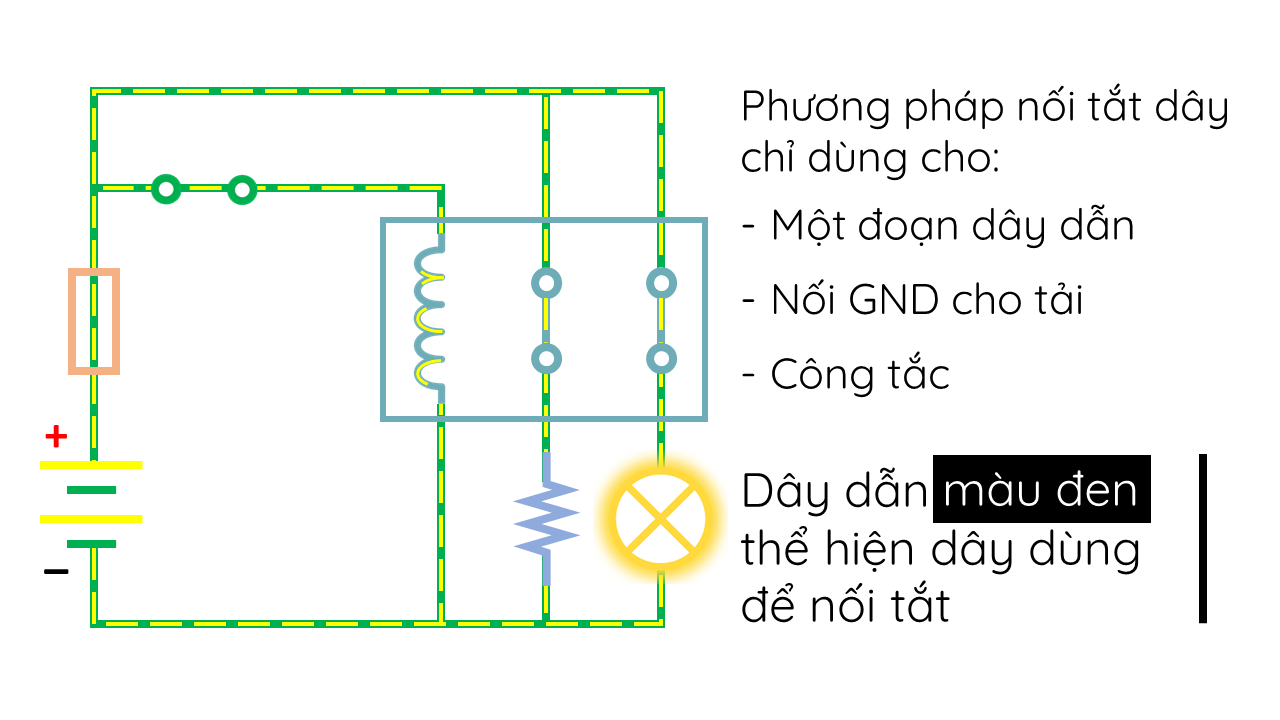 Phương pháp nối tắt dây
chỉ dùng cho:
- Một đoạn dây dẫn
- Nối GND cho tải
- Công tắc
+
–
Dây dẫn màu đen
thể hiện dây dùng
để nối tắt